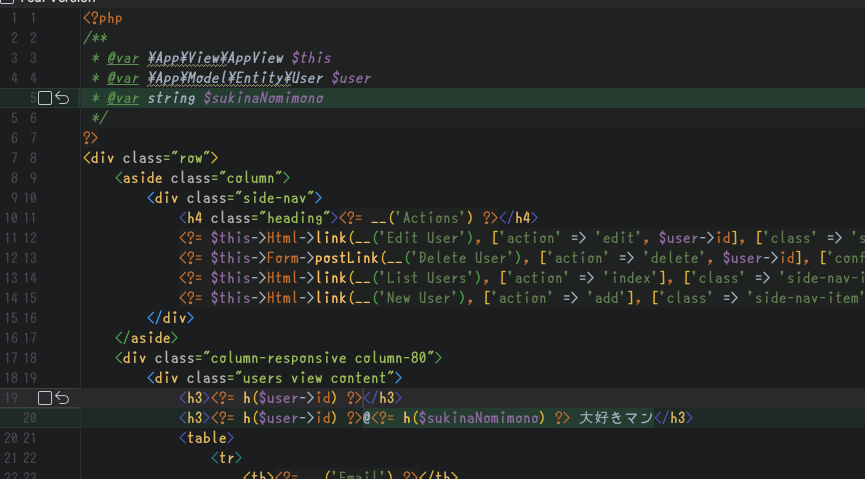 1 1 <?php
2 2 /**
3 3 * @var ¥App¥View¥AppView $this
4 4 * @var ¥App¥Model¥Entity¥User $user
5 * @var string $sukinaNomimono
5 6 */
6 7 ?>
7 8 <div class="row">
8 9 <aside class="column">
9 10 <div class="side-nav">
10 11 <h4 class="heading"><?= __('Actions') ?></h4>
11 12 <?= $this->Html->link(__('Edit User'), ['action' => 'edit', $user->id], ['class' => 's
12 13 <?= $this->Form->postLink(__('Delete User'), ['action' => 'delete', $user->id], ['conf
13 14 <?= $this->Html->link(__('List Users'), ['action' => 'index'], ['class' => 'side-nav-i
14 15 <?= $this->Html->link(__('New User'), ['action' => 'add'], ['class' => 'side-nav-item'
15 16 </div>
16 17 </aside>
17 18 <div class="column-responsive column-80">
18 19 <div class="users view content">
19 <h3><?= h($user->id) ?></h3>
20 <h3><?= h($user->id) ?>@<?= h($sukinaNomimono) ?> 大好きマン</h3>
20 21 <table>
21 22 <tr>
22 23 <th><?= __('Email') ?></th>